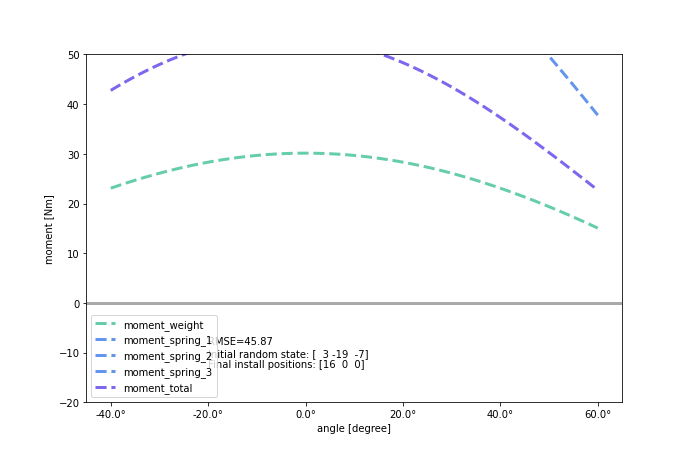 50
40
30
20
10
0
−10
−20
moment [Nm]
moment_weight
moment_spring_1
moment_spring_2
moment_spring_3
moment_total
RMSE=45.87
initial random state: [ 3 -19 -7]
final install positions: [16 0 0]
-40.0° -20.0° 0.0° 20.0° 40.0° 60.0°
angle [degree]